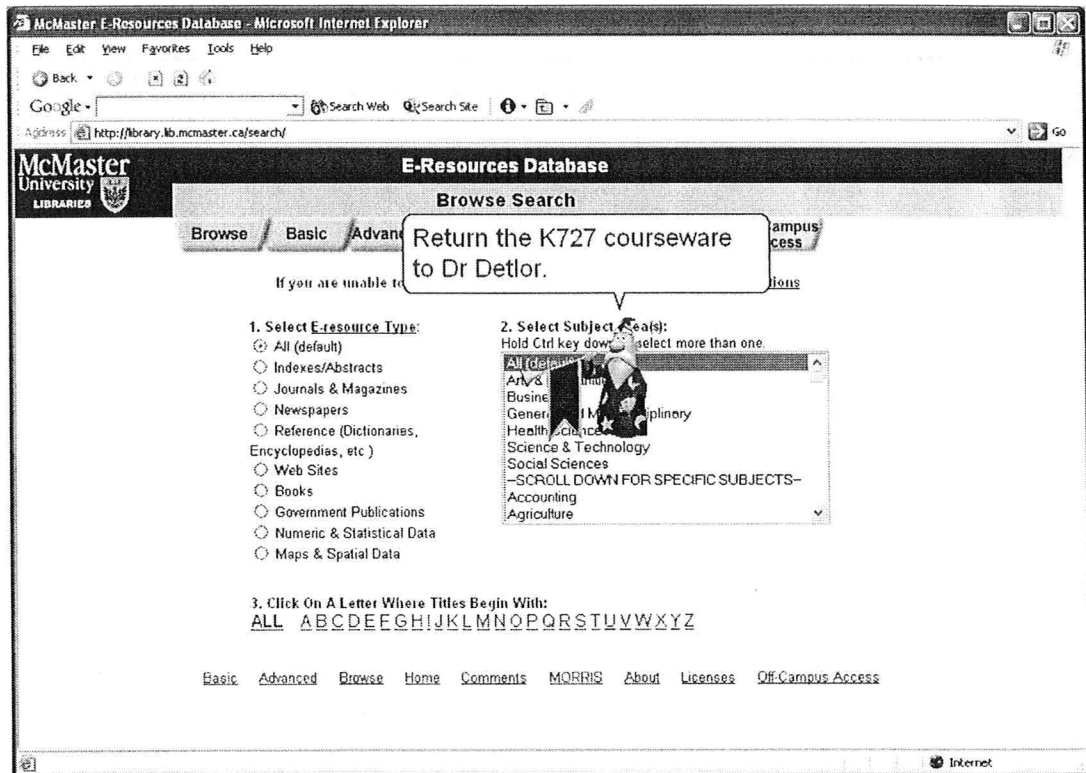 McMaster E-Resources Database - Microsoft Internet Explorer
File Edit View Favorites Tools Help
Back
Google Search Web Search Site
Address http://library.lib.mcmaster.ca/search/ Go
McMaster
University
LIBRARIES
E-Resources Database
Browse Search
Browse Basic
Return the K727 courseware
to Dr Detlor.
If you are unable
1. Select E-resource Type:
All (default)
Indexes/Abstracts
Journals & Magazines
Newspapers
Reference (Dictionaries,
Encyclopedias, etc )
Web Sites
Books
Government Publications
Numeric & Statistical Data
Maps & Spatial Data
2. Select Subject
Hold Ctrl key select more than one.
All (default)
Science & Technology
Social Sciences
--SCROLL DOWN FOR SPECIFIC SUBJECTS--
Accounting
Agriculture
3. Click On A Letter Where Titles Begin With:
ALL A B C D E F G H I J K L M N O P Q R S T U V W X Y Z
Basic Advanced Browse Home Comments MORRIS About Licenses Off-Campus Access
Internet